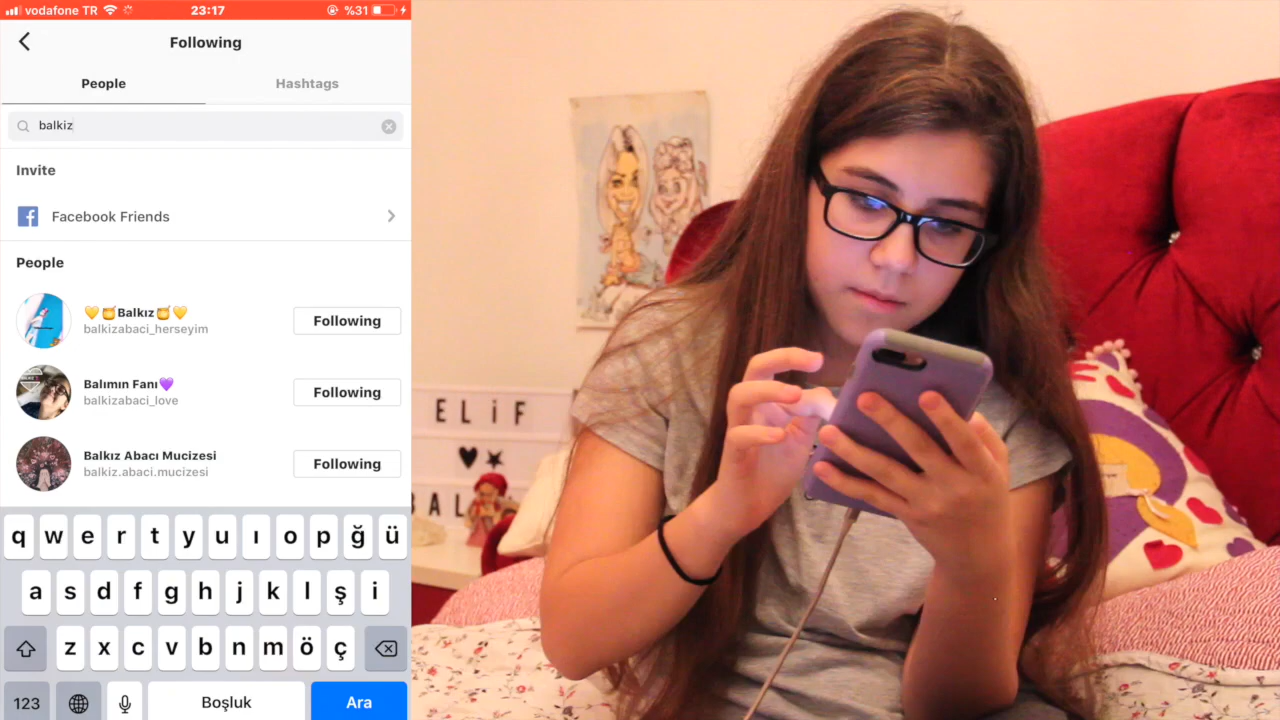 vodafone TR 23:17 %31
Following
People Hashtags
balkiz
Invite
Facebook Friends
People
💛🍯Balkız🍯💛
balkizabaci_herseyim
Following
Balımın Fanı💜
balkizabaci_love
Following
Balkız Abacı Mucizesi
balkiz.abaci.mucizesi
Following
q w e r t y u ı o p ğ ü
a s d f g h j k l ş i
z x c v b n m ö ç
123 Boşluk Ara
ELiF
BAL